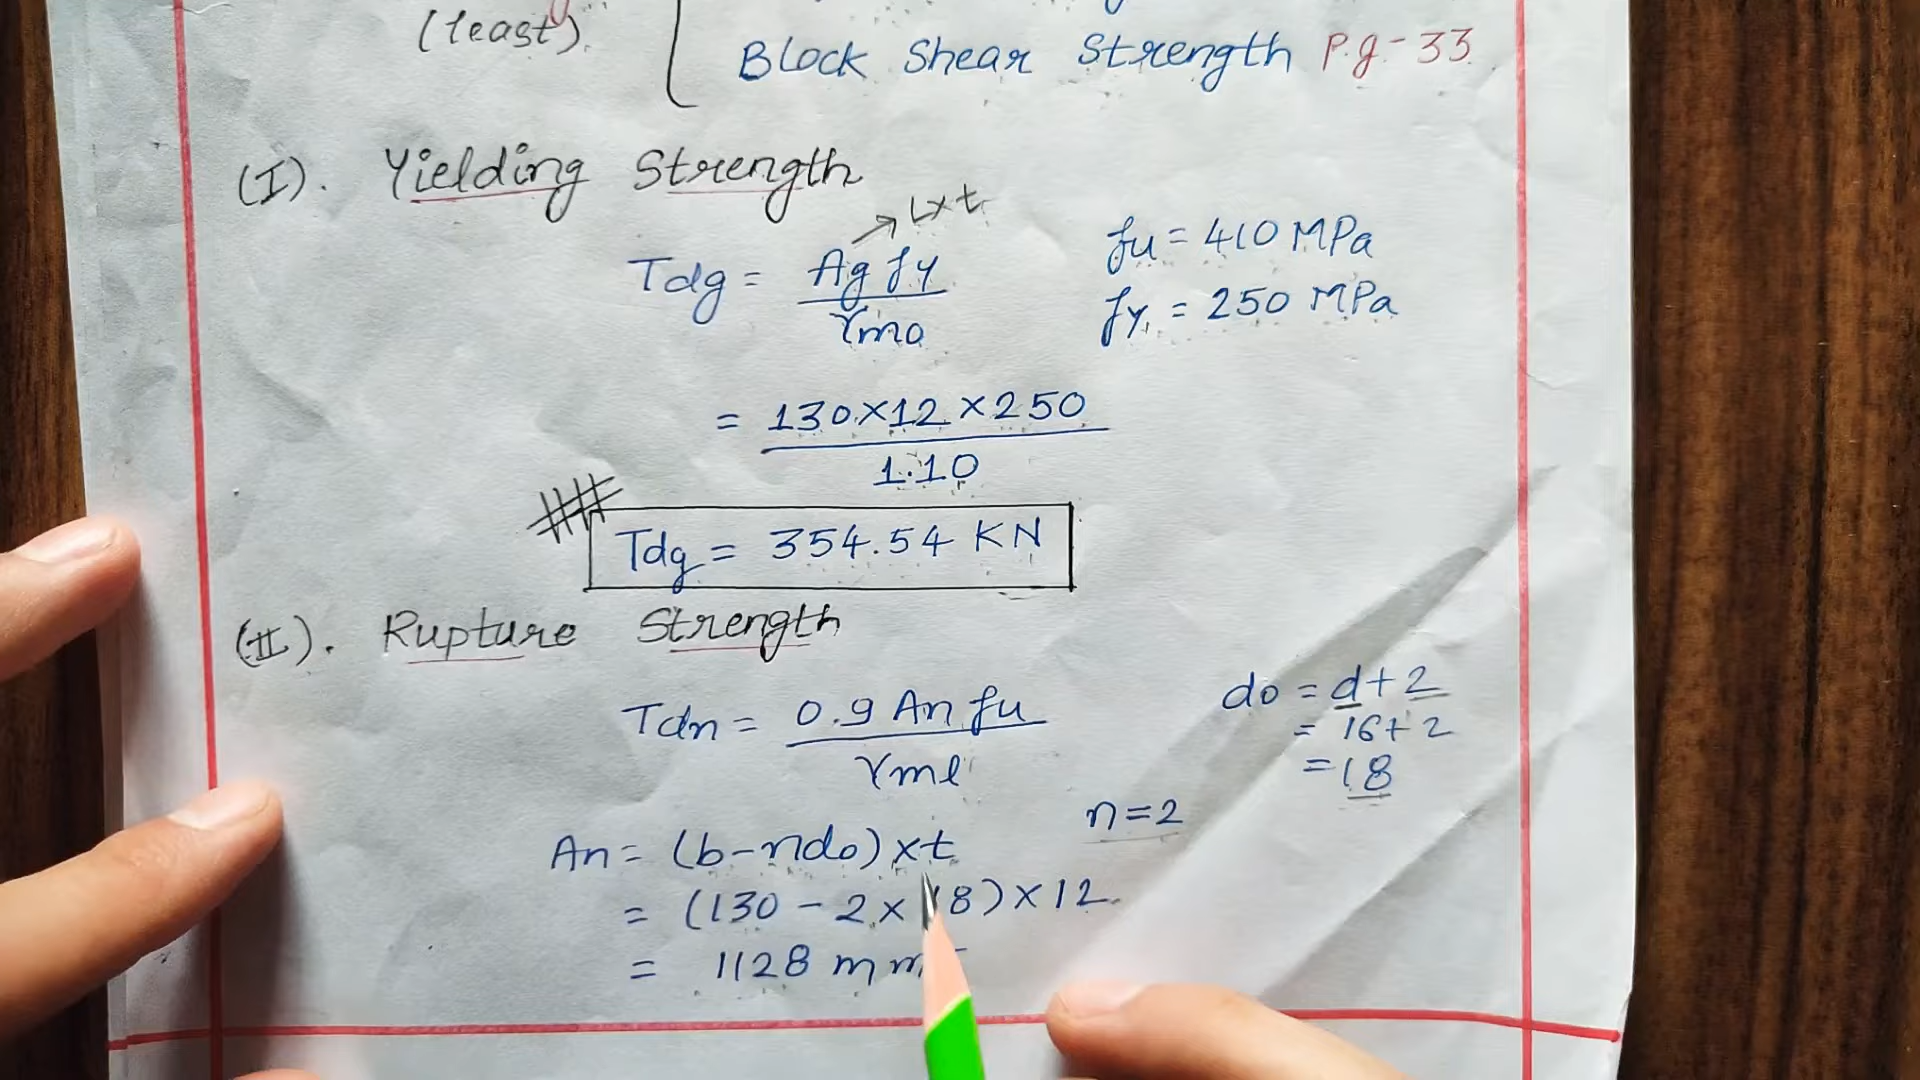 (least).
Block Shear Strength P.g-33
(I). Yielding Strength
L×t
Tdg = Ag fy / γmo
fu = 410 MPa
fy = 250 MPa
= 130×12×250 / 1.10
Tdg = 354.54 KN
(II). Rupture Strength
Tdn = 0.9 An fu / γml
do = d+2
= 16+2
= 18
n=2
An = (b-ndo)×t
= (130-2×18)×12
= 1128 mm